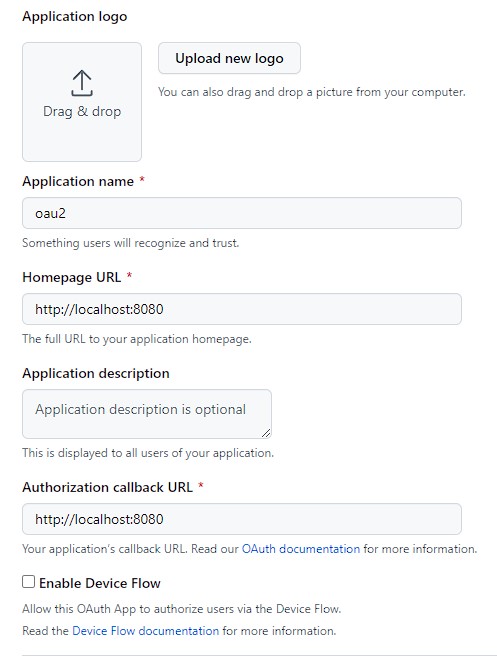 Application logo
Upload new logo
Drag & drop
You can also drag and drop a picture from your computer.
Application name *
oau2
Something users will recognize and trust.
Homepage URL *
http://localhost:8080
The full URL to your application homepage.
Application description
Application description is optional
This is displayed to all users of your application.
Authorization callback URL *
http://localhost:8080
Your application's callback URL. Read our OAuth documentation for more information.
Enable Device Flow
Allow this OAuth App to authorize users via the Device Flow.
Read the Device Flow documentation for more information.